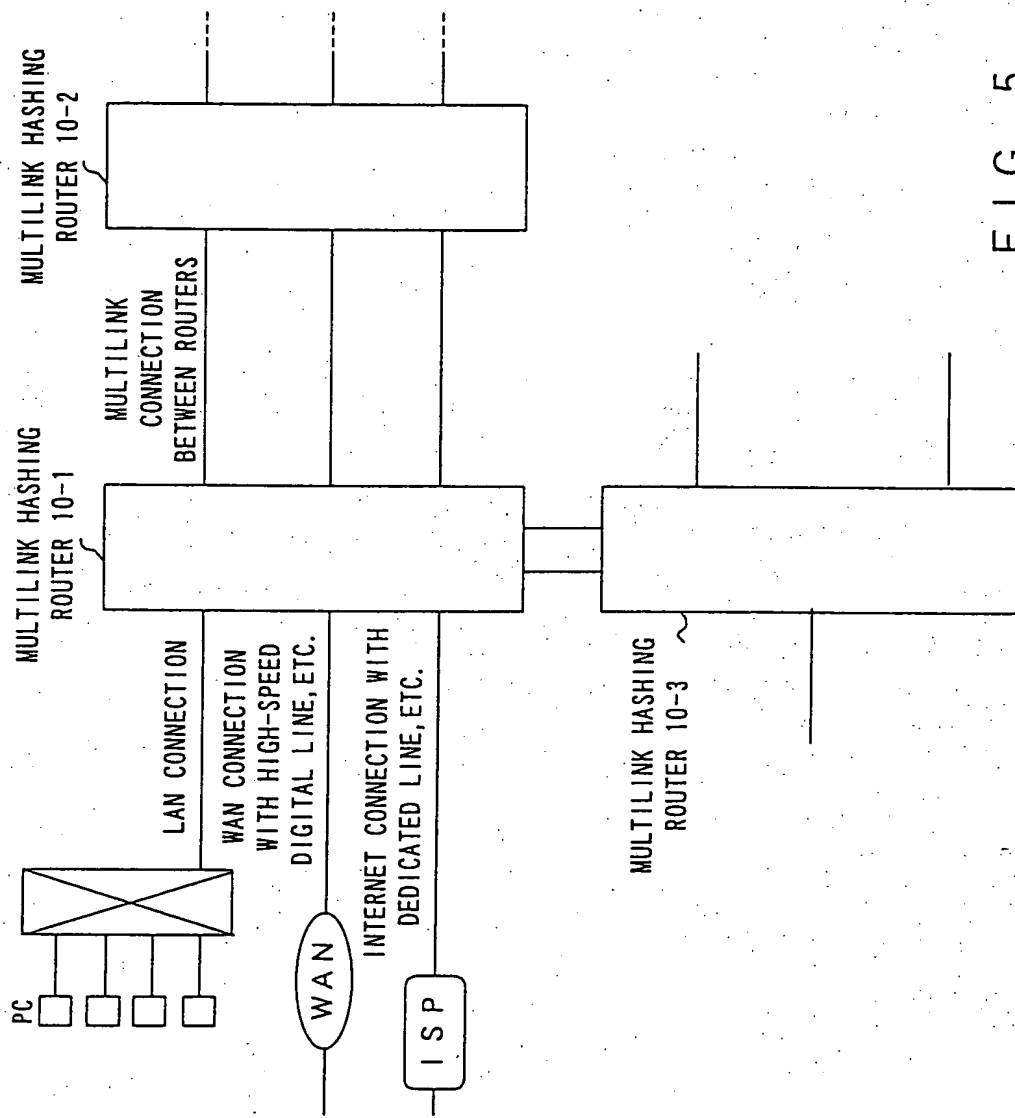 MULTILINK HASHING
ROUTER 10-1
MULTILINK HASHING
ROUTER 10-2
MULTILINK
CONNECTION
BETWEEN ROUTERS
PC
LAN CONNECTION
WAN CONNECTION
WITH HIGH-SPEED
DIGITAL LINE, ETC.
WAN
INTERNET CONNECTION WITH
DEDICATED LINE, ETC.
ISP
MULTILINK HASHING
ROUTER 10-3
FIG. 5